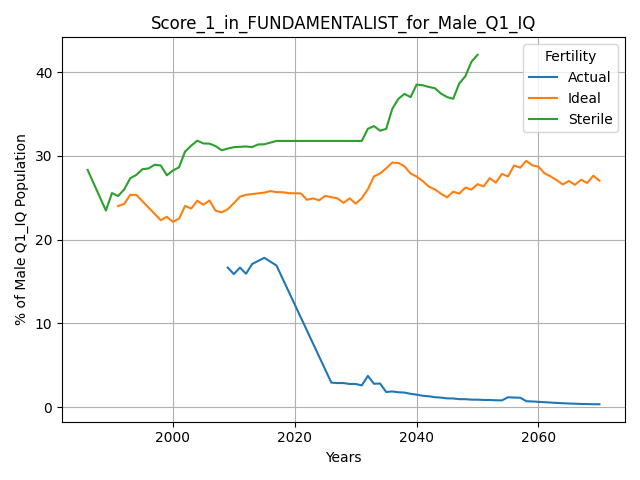 Score_1_in_FUNDAMENTALIST_for_Male_Q1_IQ
% of Male Q1_IQ Population
40
30
20
10
0
Fertility
Actual
Ideal
Sterile
2000 2020 2040 2060
Years